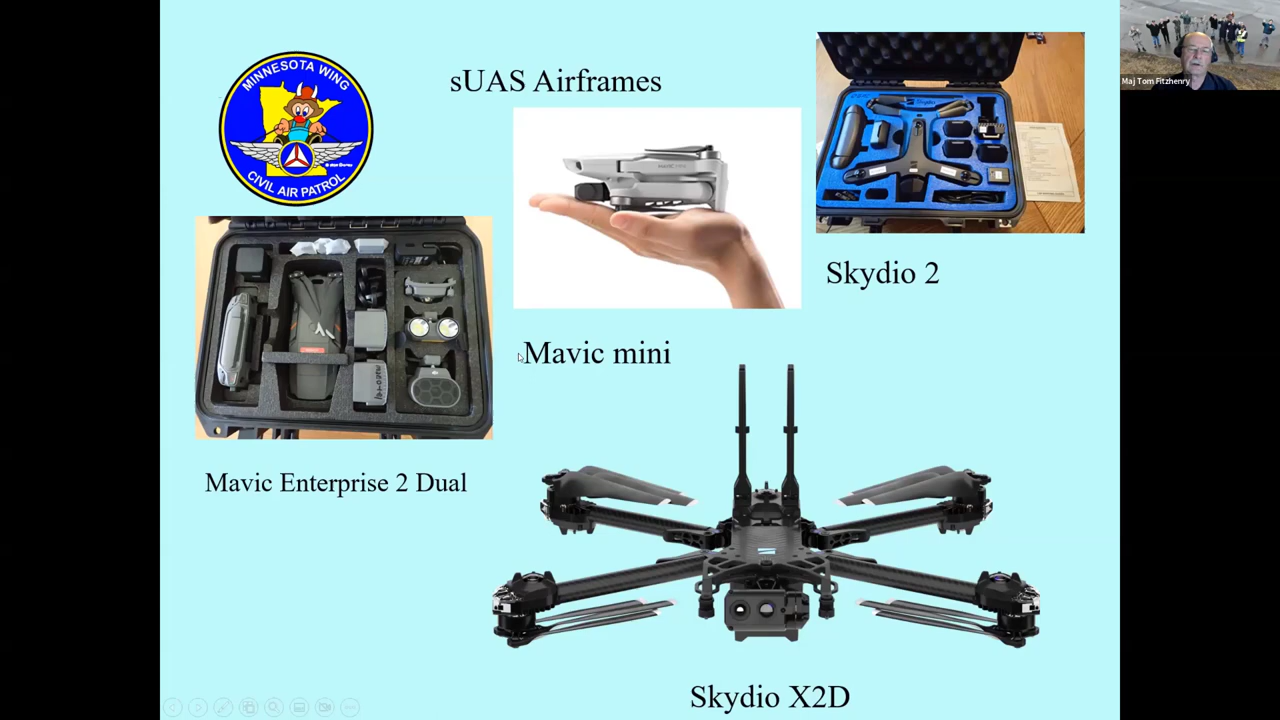 MINNESOTA WING
CIVIL AIR PATROL
sUAS Airframes
Skydio 2
Mavic mini
Mavic Enterprise 2 Dual
Skydio X2D
Maj Tom Fitzhenry